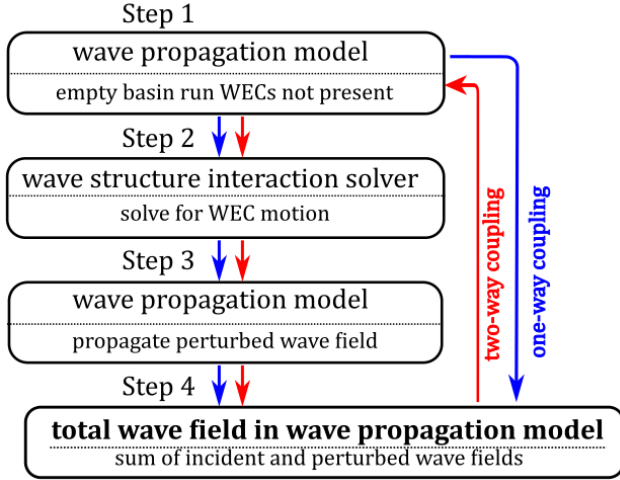 Step 1
wave propagation model
empty basin run WECs not present
Step 2
wave structure interaction solver
solve for WEC motion
Step 3
wave propagation model
propagate perturbed wave field
Step 4
total wave field in wave propagation model
sum of incident and perturbed wave fields
two-way coupling
one-way coupling